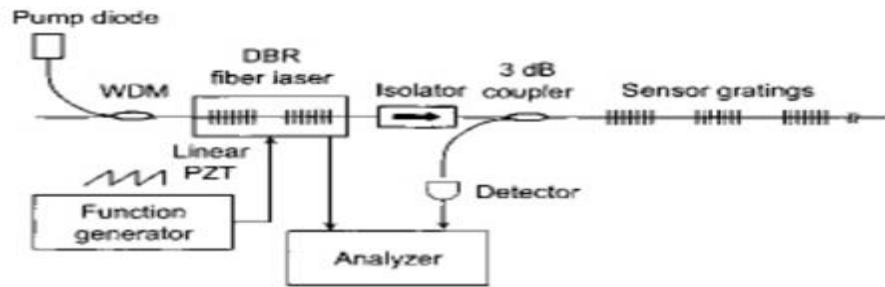 Pump diode
DBR
fiber laser
WDM
Isolator
3 dB
coupler
Sensor gratings
Linear
PZT
Detector
Function
generator
Analyzer